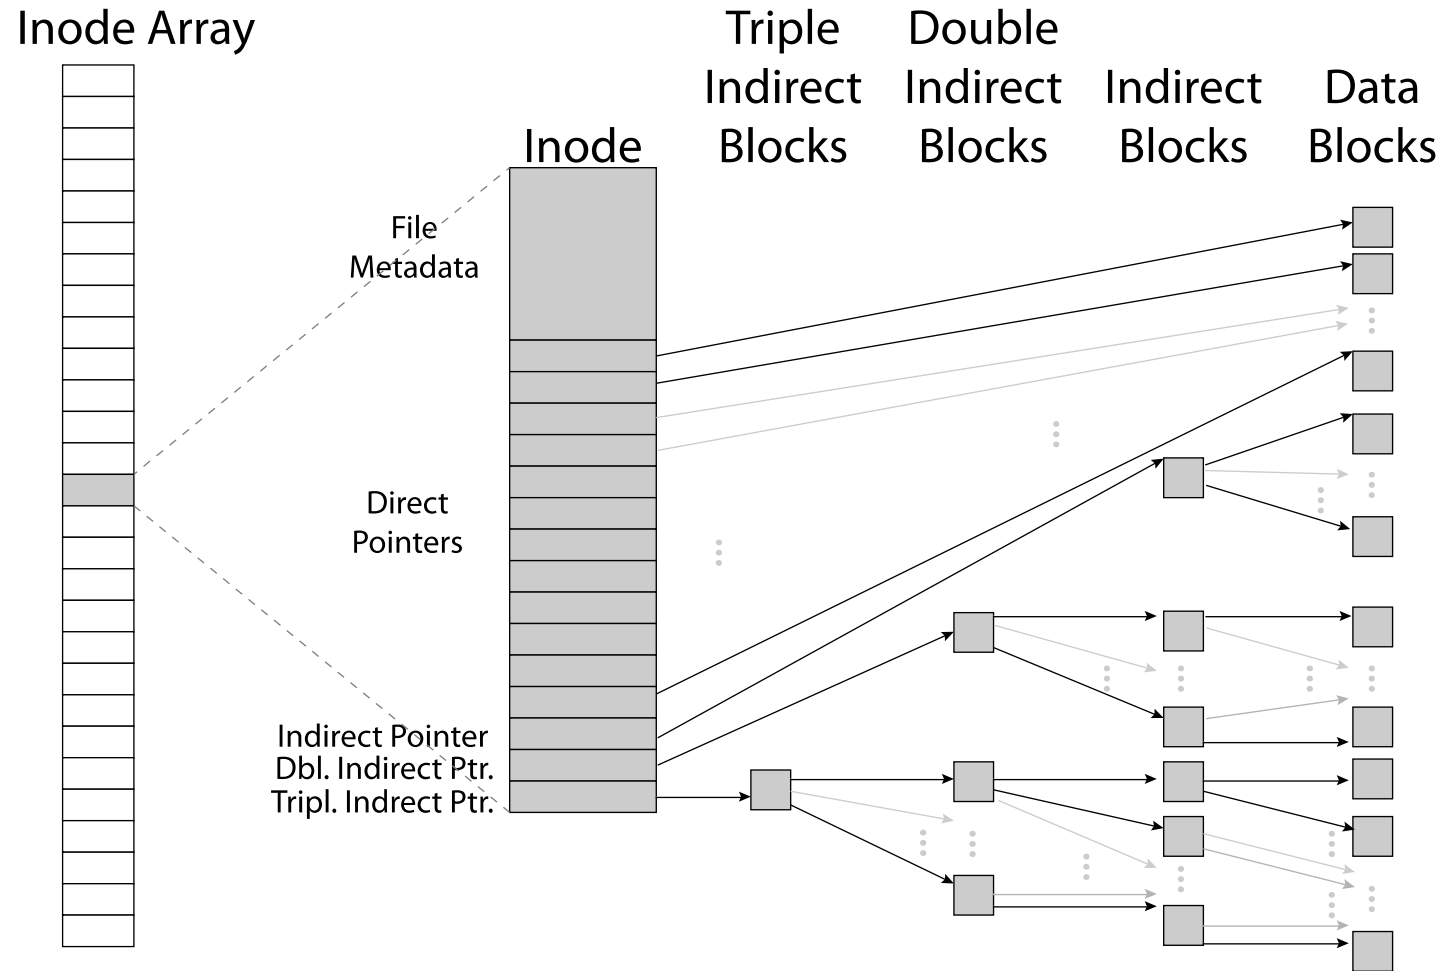 Inode Array
Triple
Indirect
Blocks
Double
Indirect
Blocks
Indirect
Blocks
Data
Blocks
Inode
File
Metadata
Direct
Pointers
Indirect Pointer
Dbl. Indirect Ptr.
Tripl. Indrect Ptr.